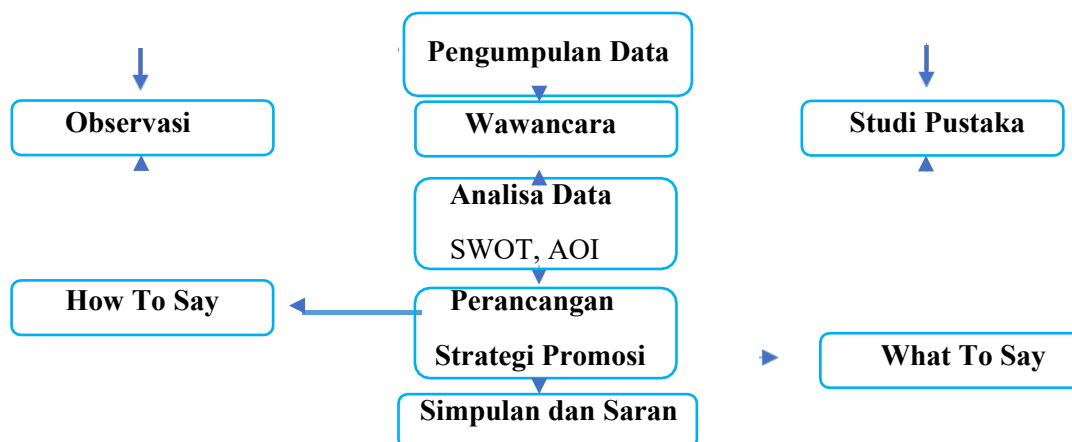 Pengumpulan Data
Observasi
Wawancara
Studi Pustaka
Analisa Data
SWOT, AOI
How To Say
Perancangan
Strategi Promosi
What To Say
Simpulan dan Saran